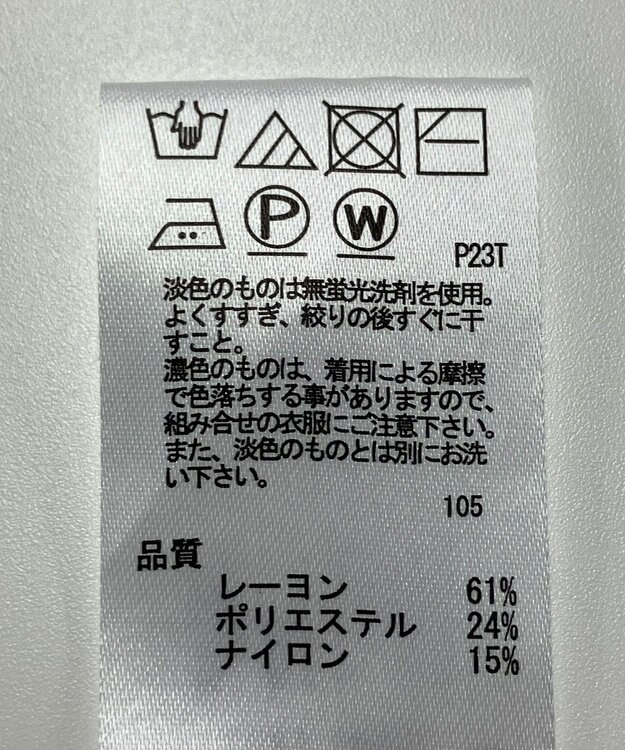 P W
P23T
淡色のものは無蛍光洗剤を使用。
よくすすぎ、絞りの後すぐに干
すこと。
濃色のものは、着用による摩擦
で色落ちする事がありますので、
組み合せの衣服にご注意下さい。
また、淡色のものとは別にお洗
い下さい。
105
品質
レーヨン 61%
ポリエステル 24%
ナイロン 15%